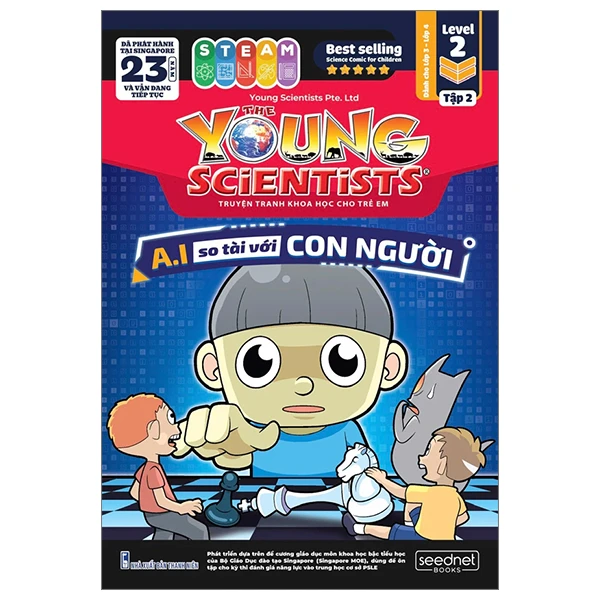 ĐÃ PHÁT HÀNH
TẠI SINGAPORE
23 NĂM
VÀ VẪN ĐANG
TIẾP TỤC
STEAM
Best selling
Science Comic for Children
Dành cho Lớp 3 - Lớp 4
Level
2
Tập 2
Young Scientists Pte. Ltd
THE
YOUNG
SCIENTISTS®
TRUYỆN TRANH KHOA HỌC CHO TRẺ EM
A.I so tài với CON NGƯỜI
NHÀ XUẤT BẢN THANH NIÊN
Phát triển dựa trên đề cương giáo dục môn khoa học bậc tiểu học
của Bộ Giáo Dục đào tạo Singapore (Singapore MOE), dùng để ôn
tập cho kỳ thi đánh giá năng lực vào trung học cơ sở PSLE
seednet
BOOKS